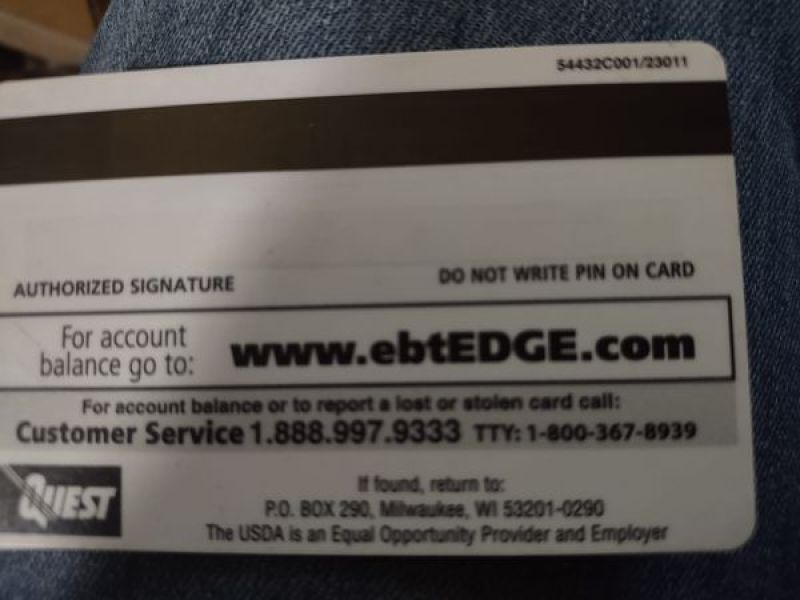 54432C001/23011
AUTHORIZED SIGNATURE
DO NOT WRITE PIN ON CARD
For account
balance go to:
www.ebtEDGE.com
For account balance or to report a lost or stolen card call:
Customer Service 1.888.997.9333 TTY: 1-800-367-8939
QUEST
If found, return to:
P.O. BOX 290, Milwaukee, WI 53201-0290
The USDA is an Equal Opportunity Provider and Employer